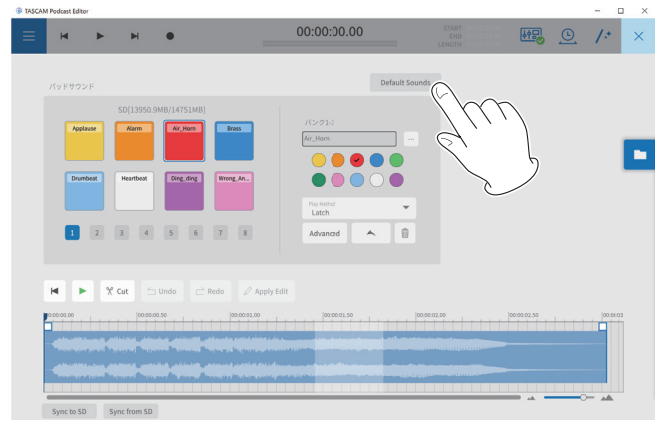 TASCAM Podcast Editor
00:00:00.00
START
END
LENGTH
パッドサウンド
Default Sounds
SD[13950.9MB/14751MB]
Applause
Alarm
Air_Horn
Brass
Drumbeat
Heartbeat
Ding_ding
Wrong_An...
1 2 3 4 5 6 7 8
バンク1-3
Air_Horn
...
Play Method
Latch
Advanced
Cut
Undo
Redo
Apply Edit
00:00:00.00
00:00:00.50
00:00:01.00
00:00:01.50
00:00:02.00
00:00:02.50
00:00:03
Sync to SD
Sync from SD